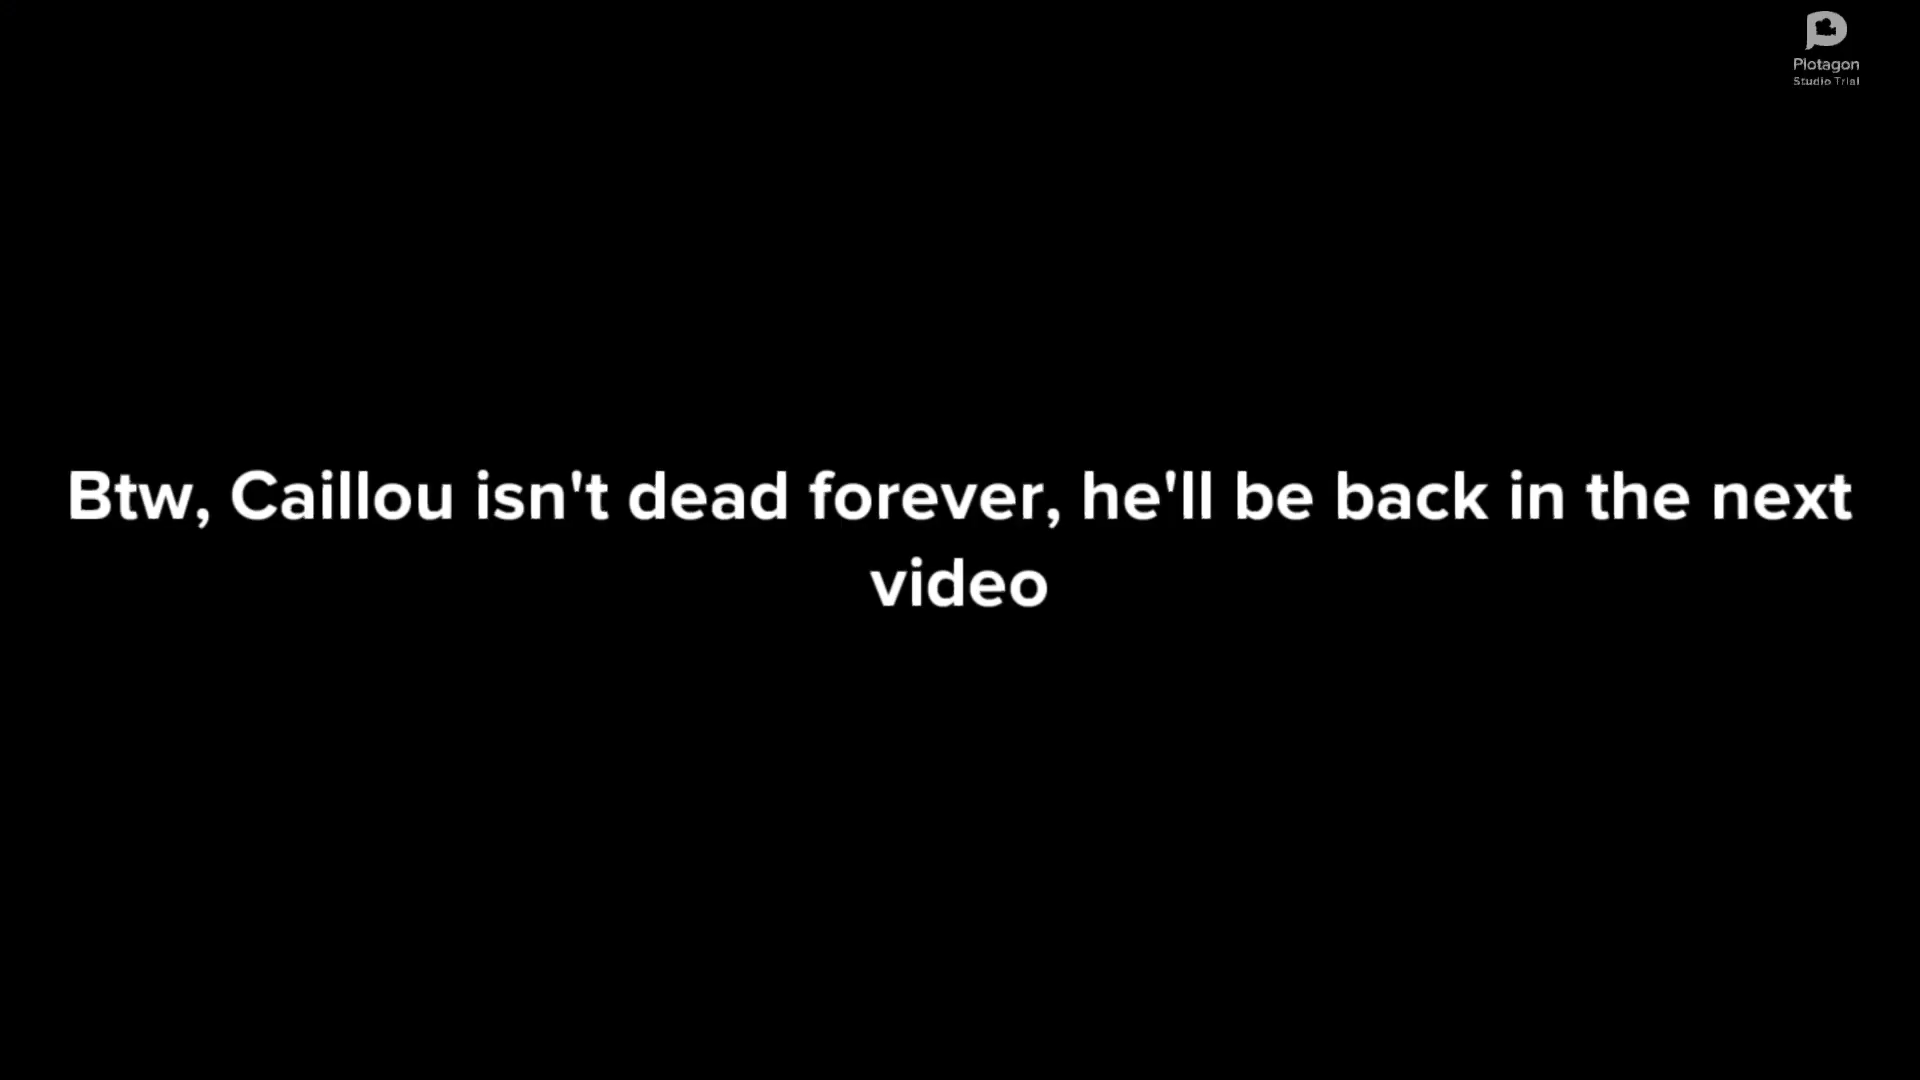 Plotagon
Studio Trial
Btw, Caillou isn't dead forever, he'll be back in the next
video